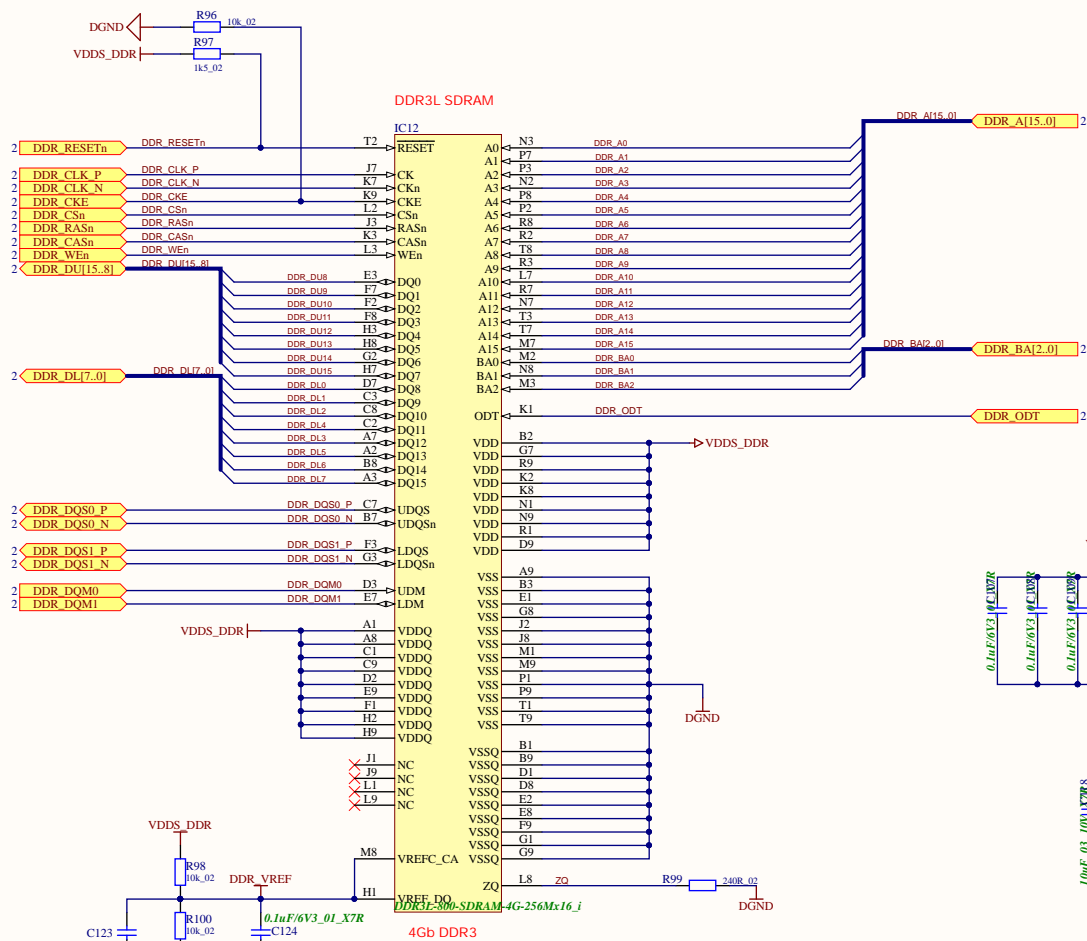 R96
DGND
10k_02
R97
VDDS_DDR
1k5_02
DDR3L SDRAM
IC12
DDR_A[15..0]
DDR_A[15..0]
2
2 DDR_RESETn DDR_RESETn T2 RESET
A0 N3 DDR_A0
A1 P7 DDR_A1
2 DDR_CLK_P DDR_CLK_P J7 CK
A2 P3 DDR_A2
2 DDR_CLK_N DDR_CLK_N K7 CKn
A3 N2 DDR_A3
2 DDR_CKE DDR_CKE K9 CKE
A4 P8 DDR_A4
2 DDR_CSn DDR_CSn L2 CSn
A5 P2 DDR_A5
2 DDR_RASn DDR_RASn J3 RASn
A6 R8 DDR_A6
2 DDR_CASn DDR_CASn K3 CASn
A7 R2 DDR_A7
2 DDR_WEn DDR_WEn L3 WEn
A8 T8 DDR_A8
2 DDR_DU[15..8] DDR_DU[15..8]
A9 R3 DDR_A9
DDR_DU8 E3 DQ0
A10 L7 DDR_A10
DDR_DU9 F7 DQ1
A11 R7 DDR_A11
DDR_DU10 F2 DQ2
A12 N7 DDR_A12
DDR_DU11 F8 DQ3
A13 T3 DDR_A13
DDR_DU12 H3 DQ4
A14 T7 DDR_A14
DDR_DU13 H8 DQ5
A15 M7 DDR_A15
DDR_BA[2..0] DDR_BA[2..0] 2
DDR_DU14 G2 DQ6
BA0 M2 DDR_BA0
DDR_DU15 H7 DQ7
BA1 N8 DDR_BA1
2 DDR_DL[7..0] DDR_DL[7..0]
DDR_DL0 D7 DQ8
BA2 M3 DDR_BA2
DDR_DL1 C3 DQ9
DDR_DL2 C8 DQ10
ODT K1 DDR_ODT DDR_ODT 2
DDR_DL4 C2 DQ11
DDR_DL3 A7 DQ12
VDD B2 VDDS_DDR
DDR_DL5 A2 DQ13
VDD G7
DDR_DL6 B8 DQ14
VDD R9
DDR_DL7 A3 DQ15
VDD K2
VDD K8
2 DDR_DQS0_P DDR_DQS0_P C7 UDQS
VDD N1
2 DDR_DQS0_N DDR_DQS0_N B7 UDQSn
VDD N9
VDD R1
2 DDR_DQS1_P DDR_DQS1_P F3 LDQS
VDD D9
2 DDR_DQS1_N DDR_DQS1_N G3 LDQSn
VSS A9
2 DDR_DQM0 DDR_DQM0 D3 UDM
VSS B3
2 DDR_DQM1 DDR_DQM1 E7 LDM
VSS E1
VSS G8
VDDS_DDR A1 VDDQ
VSS J2
A8 VDDQ
VSS J8
C1 VDDQ
VSS M1
C9 VDDQ
VSS M9
D2 VDDQ
VSS P1
E9 VDDQ
VSS P9
F1 VDDQ
VSS T1
DGND
H2 VDDQ
VSS T9
H9 VDDQ
VSSQ B1
J1 NC
VSSQ B9
J9 NC
VSSQ D1
L1 NC
VSSQ D8
L9 NC
VSSQ E2
VSSQ E8
VSSQ F9
VSSQ G1
VSSQ G9
VDDS_DDR
M8 VREFC_CA
R98
10k_02
DDR_VREF
ZQ L8 ZQ R99 240R_02
DGND
H1 VREF_DQ
DDR3L-800-SDRAM-4G-256Mx16_i
0.1uF/6V3_01_X7R
R100
10k_02
C123
C124
4Gb DDR3
0.1uF/6V3
0.1uF/6V3
0.1uF/6V3
10uF_03_10V